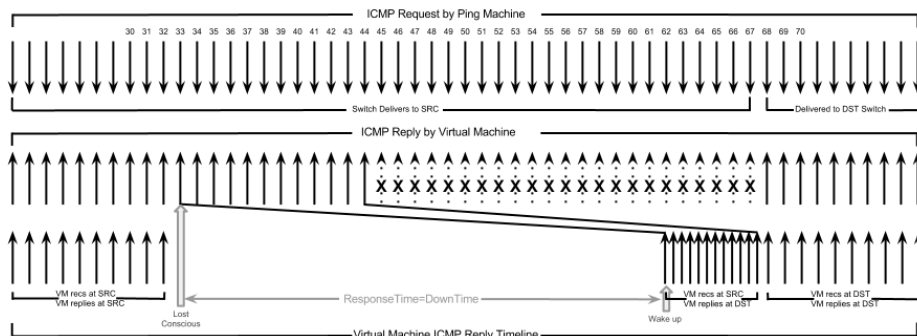 ICMP Request by Ping Machine
30 31 32 33 34 35 36 37 38 39 40 41 42 43 44 45 46 47 48 49 50 51 52 53 54 55 56 57 58 59 60 61 62 63 64 65 66 67 68 69 70
Switch Delivers to SRC Delivered to DST Switch
ICMP Reply by Virtual Machine
X X X X X X X X X X X X X X X X X X X X X X X
VM recs at SRC VM recs at SRC VM recs at DST
VM replies at SRC ResponseTime=DownTime VM replies at DST VM replies at DST
Lost Wake up
Conscious
Virtual Machine ICMP Reply Timeline